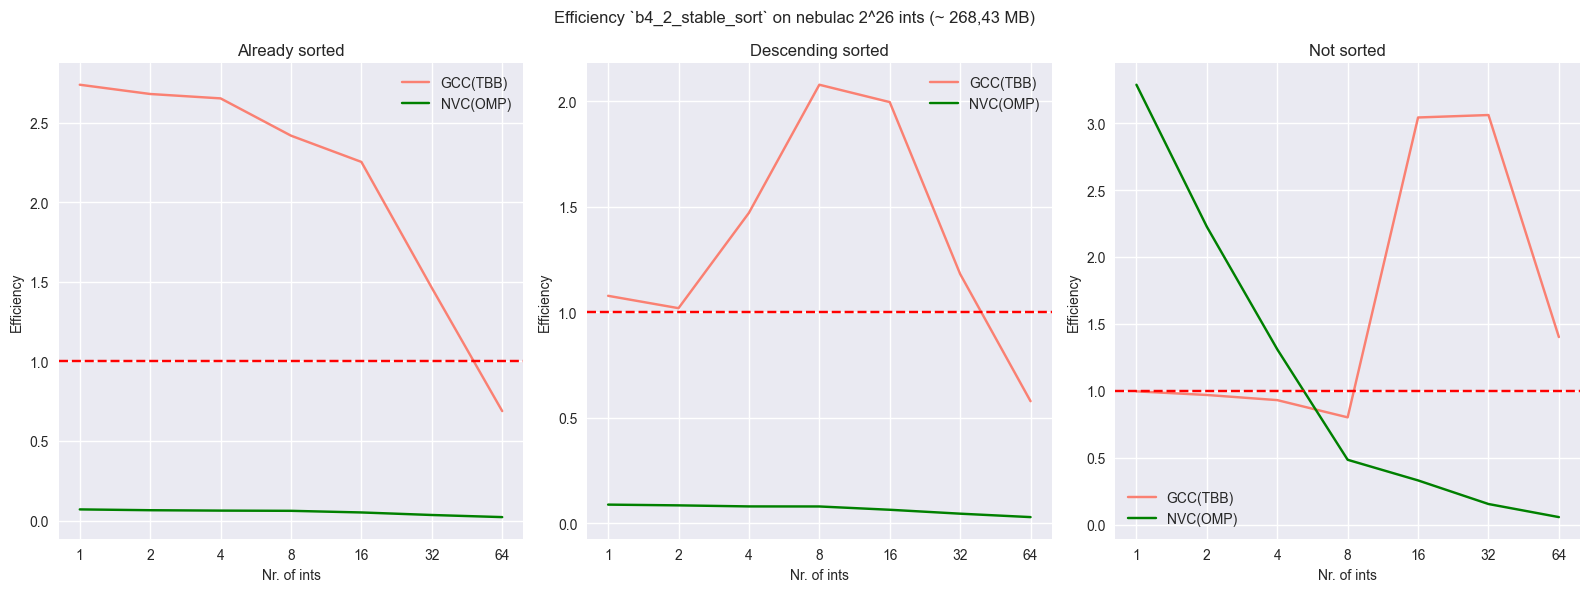 Efficiency `b4_2_stable_sort` on nebulac 2^26 ints (~ 268,43 MB)
Already sorted
GCC(TBB)
NVC(OMP)
2.5
2.0
1.5
1.0
0.5
0.0
Efficiency
1 2 4 8 16 32 64
Nr. of ints
Descending sorted
GCC(TBB)
NVC(OMP)
2.0
1.5
1.0
0.5
0.0
Efficiency
1 2 4 8 16 32 64
Nr. of ints
Not sorted
3.0
2.5
2.0
1.5
1.0
0.5
0.0
Efficiency
GCC(TBB)
NVC(OMP)
1 2 4 8 16 32 64
Nr. of ints